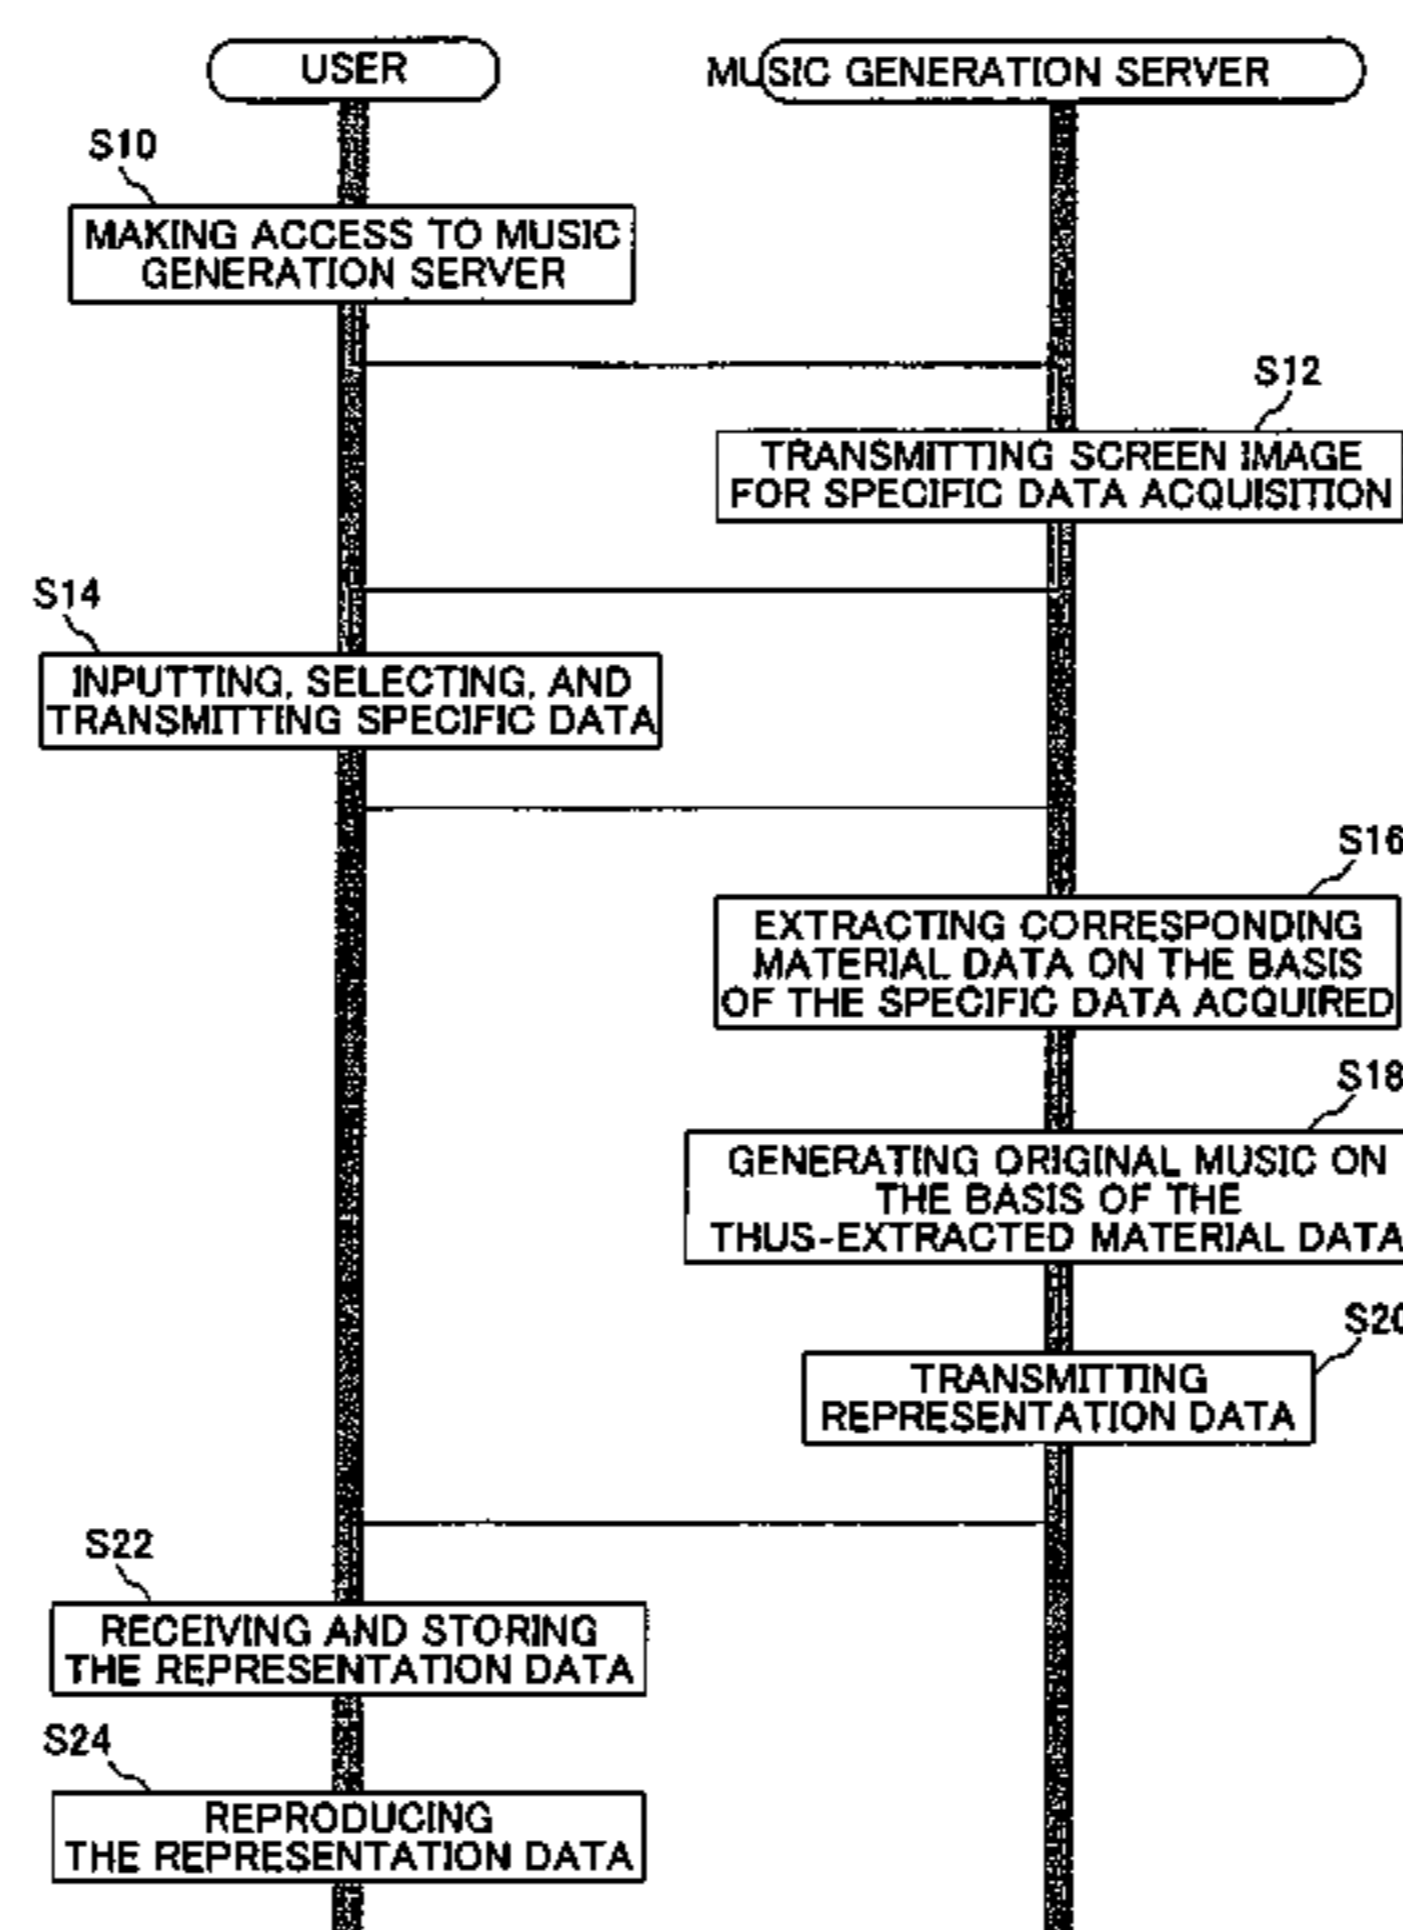 USER
MUSIC GENERATION SERVER
S10
MAKING ACCESS TO MUSIC
GENERATION SERVER
S12
TRANSMITTING SCREEN IMAGE
FOR SPECIFIC DATA ACQUISITION
S14
INPUTTING, SELECTING, AND
TRANSMITTING SPECIFIC DATA
S16
EXTRACTING CORRESPONDING
MATERIAL DATA ON THE BASIS
OF THE SPECIFIC DATA ACQUIRED
S18
GENERATING ORIGINAL MUSIC ON
THE BASIS OF THE
THUS-EXTRACTED MATERIAL DATA
S20
TRANSMITTING
REPRESENTATION DATA
S22
RECEIVING AND STORING
THE REPRESENTATION DATA
S24
REPRODUCING
THE REPRESENTATION DATA